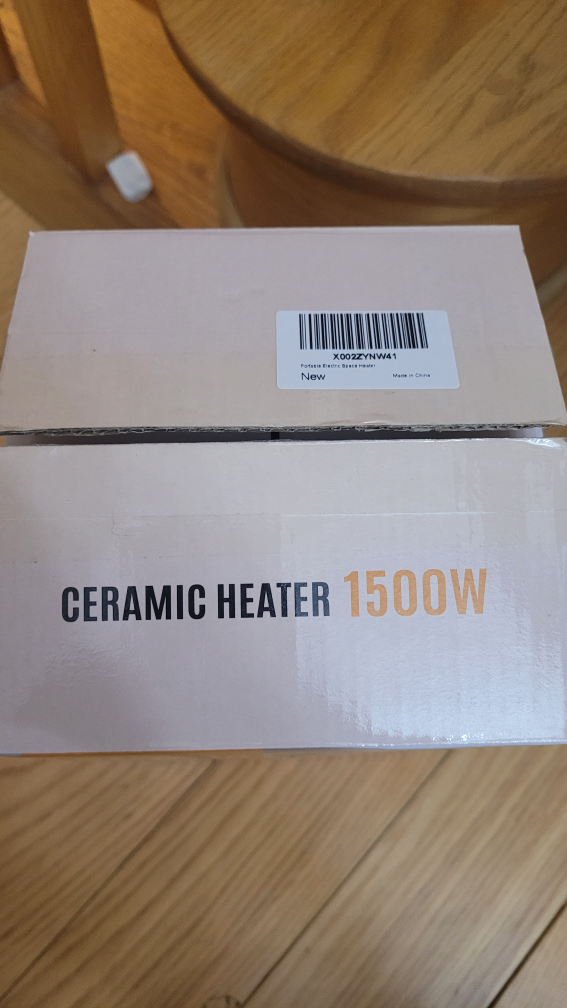 X002ZYNW41
Portable Electric Space Heater
New
Made in China
CERAMIC HEATER 1500W